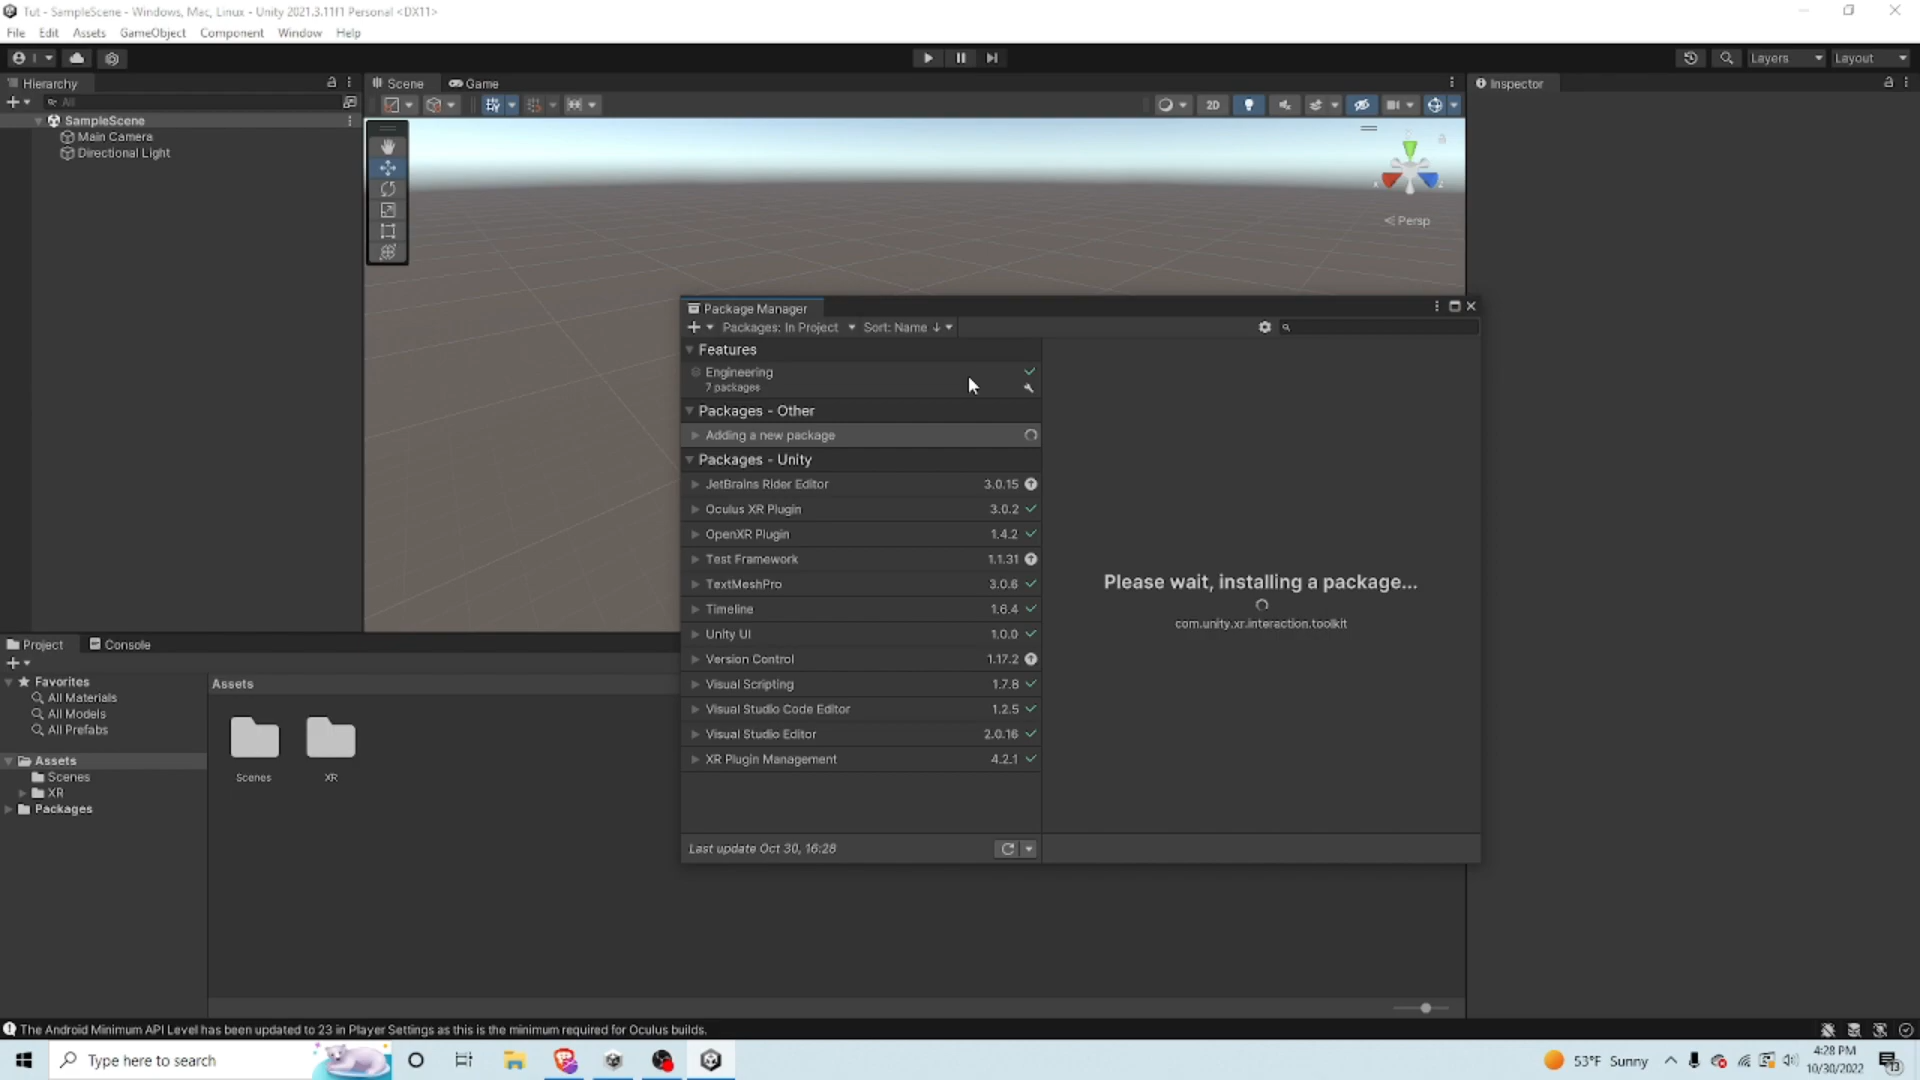 Tut - SampleScene - Windows, Mac, Linux - Unity 2021.3.11f1 Personal <DX11>
File Edit Assets GameObject Component Window Help
Layers Layout
Hierarchy Scene Game Inspector
All 2D
SampleScene
Main Camera
Directional Light
Persp
Package Manager
Packages: In Project Sort: Name ↓
Features
Engineering
7 packages
Packages - Other
Adding a new package
Packages - Unity
JetBrains Rider Editor 3.0.15
Oculus XR Plugin 3.0.2
OpenXR Plugin 1.4.2
Test Framework 1.1.31
TextMeshPro 3.0.6
Timeline 1.6.4
Unity UI 1.0.0
Version Control 1.17.2
Visual Scripting 1.7.8
Visual Studio Code Editor 1.2.5
Visual Studio Editor 2.0.16
XR Plugin Management 4.2.1
Last update Oct 30, 16:28
Please wait, installing a package...
com.unity.xr.interaction.toolkit
Project Console
Favorites
All Materials
All Models
All Prefabs
Assets
Scenes
XR
Packages
Assets
Scenes XR
The Android Minimum API Level has been updated to 23 in Player Settings as this is the minimum required for Oculus builds.
Type here to search
53°F Sunny
4:28 PM
10/30/2022
13